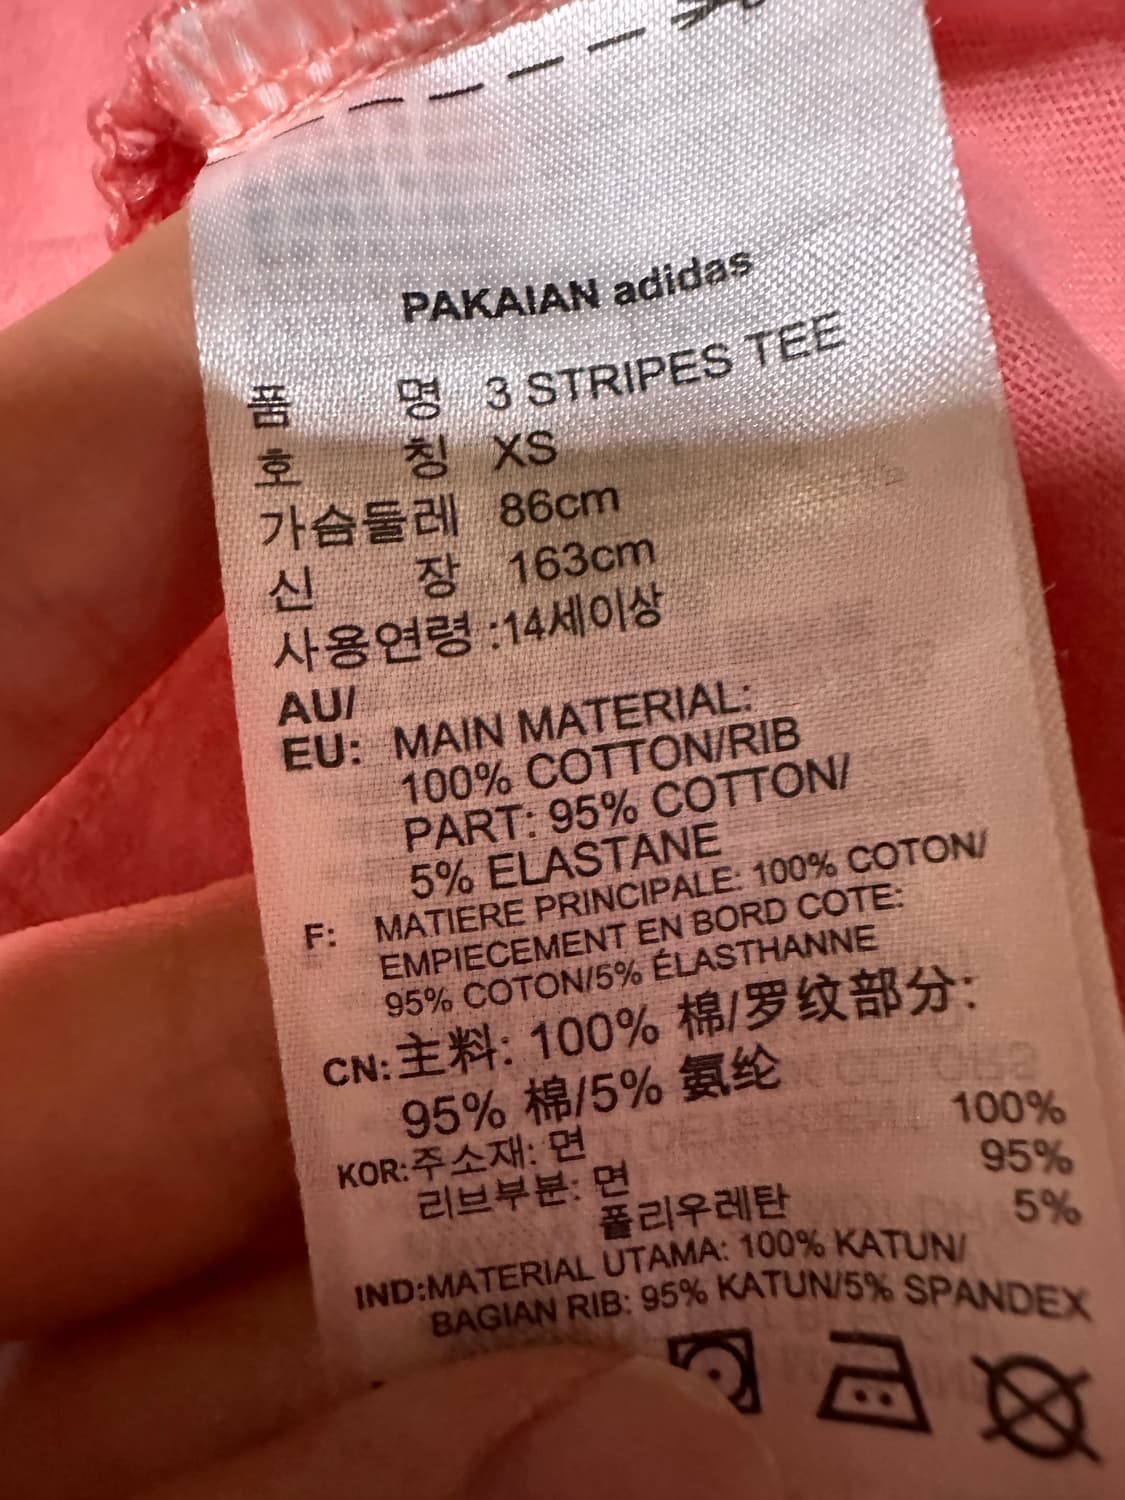 PAKAIAN adidas
품 명 3 STRIPES TEE
호 칭 XS
가슴둘레 86cm
신 장 163cm
사용연령 :14세이상
AU/
EU: MAIN MATERIAL:
100% COTTON/RIB
PART: 95% COTTON/
5% ELASTANE
F: MATIERE PRINCIPALE: 100% COTON/
EMPIECEMENT EN BORD COTE:
95% COTON/5% ÉLASTHANNE
CN: 主料: 100% 棉/罗纹部分:
95% 棉/5% 氨纶
KOR:주소재: 면 100%
리브부분: 면 95%
폴리우레탄 5%
IND:MATERIAL UTAMA: 100% KATUN/
BAGIAN RIB: 95% KATUN/5% SPANDEX